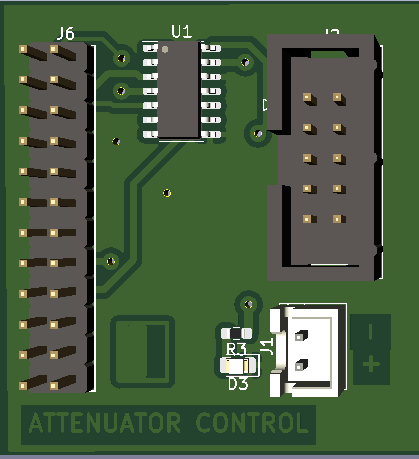 J6
U1
R3
J1
D3
-
+
ATTENUATOR CONTROL